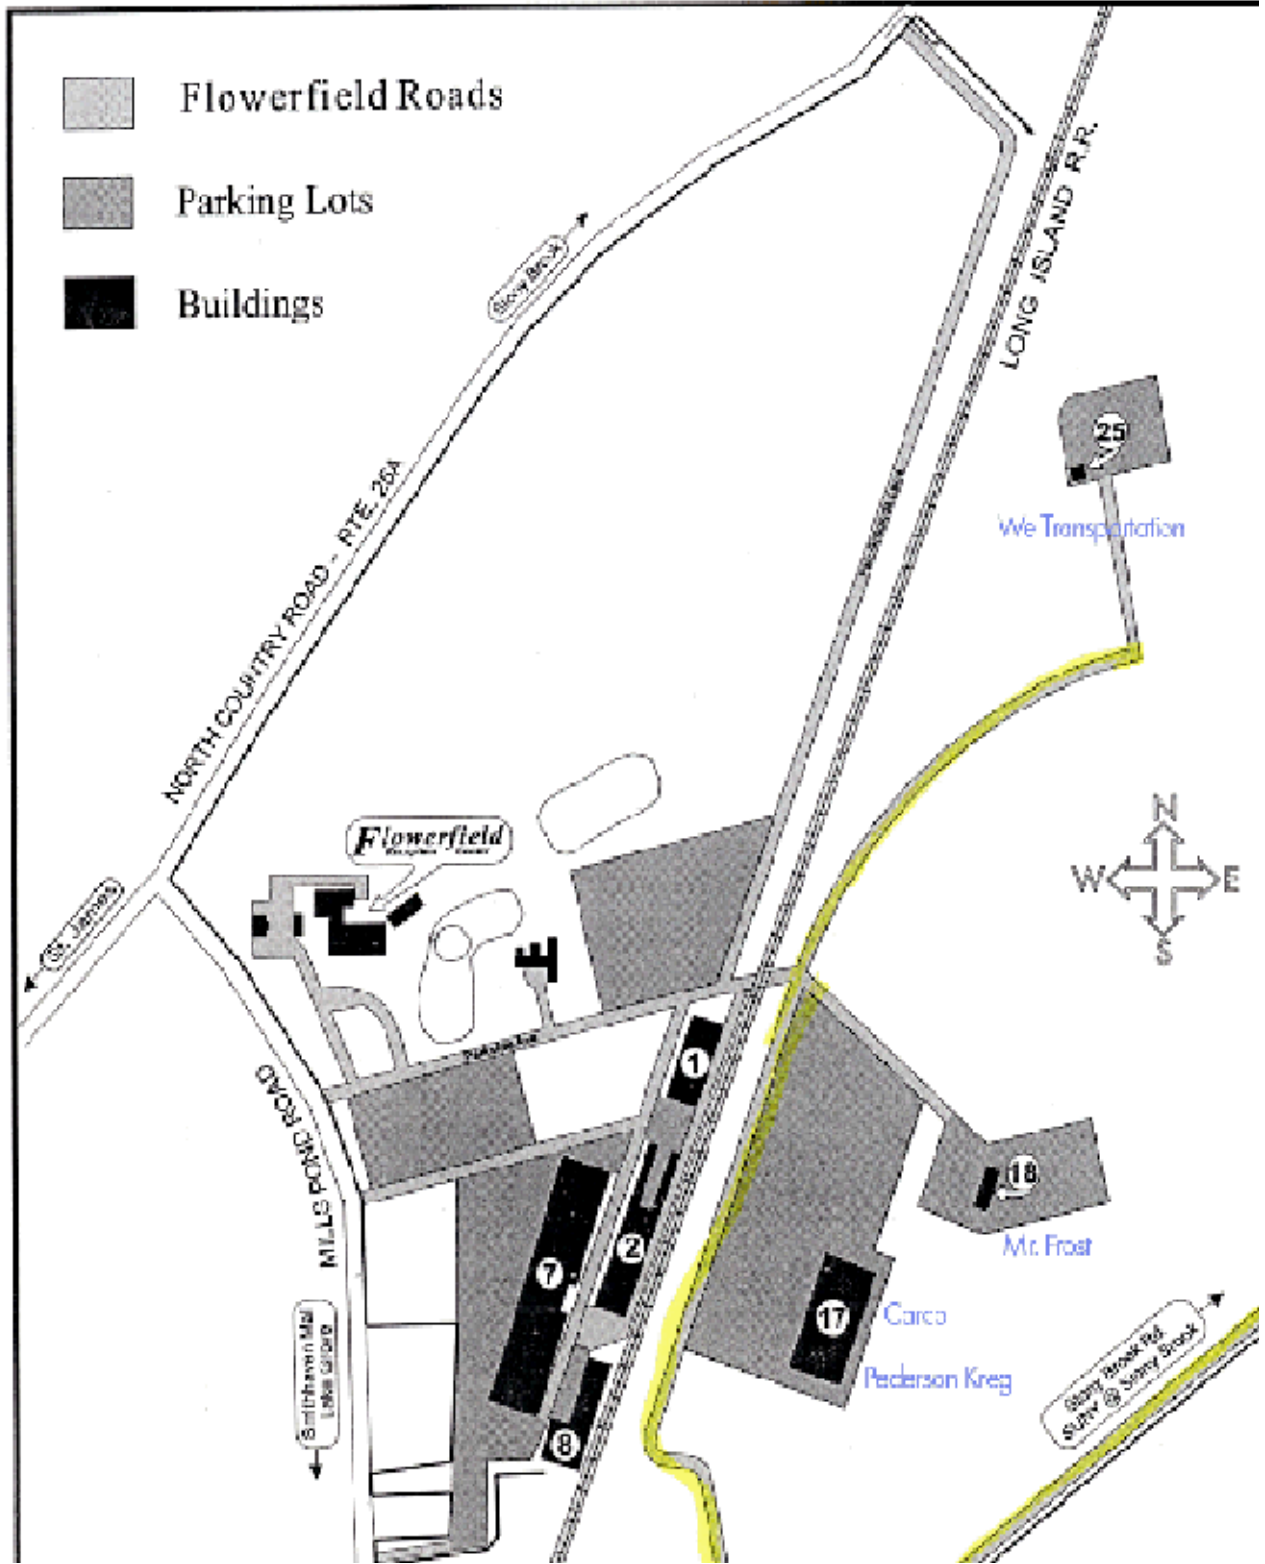 Flowerfield Roads
Parking Lots
Buildings
Stony Brook
LONG ISLAND R.R.
NORTH COUNTRY ROAD - RTE. 25A
25
We Transportation
Flowerfield
N
W E
S
St. James
1
MILLS POND ROAD
18
Mr. Frost
2
7
17
Carco
Pederson Kreg
Smithhaven Mall
Lake Grove
Stony Brook Rd.
SUNY @ Stony Brook
8